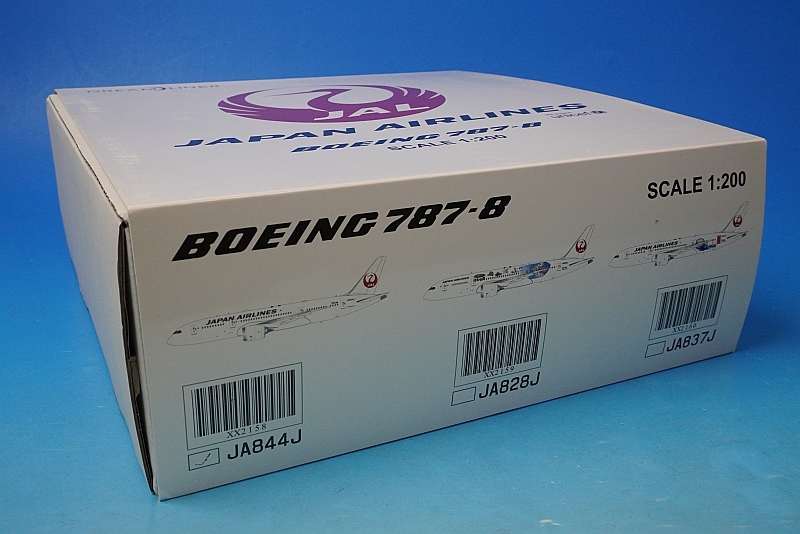 DREAMLINER
JAL
JAPAN AIRLINES
BOEING 787-8
SCALE 1:200
BOEING 787-8
SCALE 1:200
JAPAN AIRLINES
JAPAN AIRLINES
XX2158
JA844J
XX2159
JA828J
XX2160
JA837J